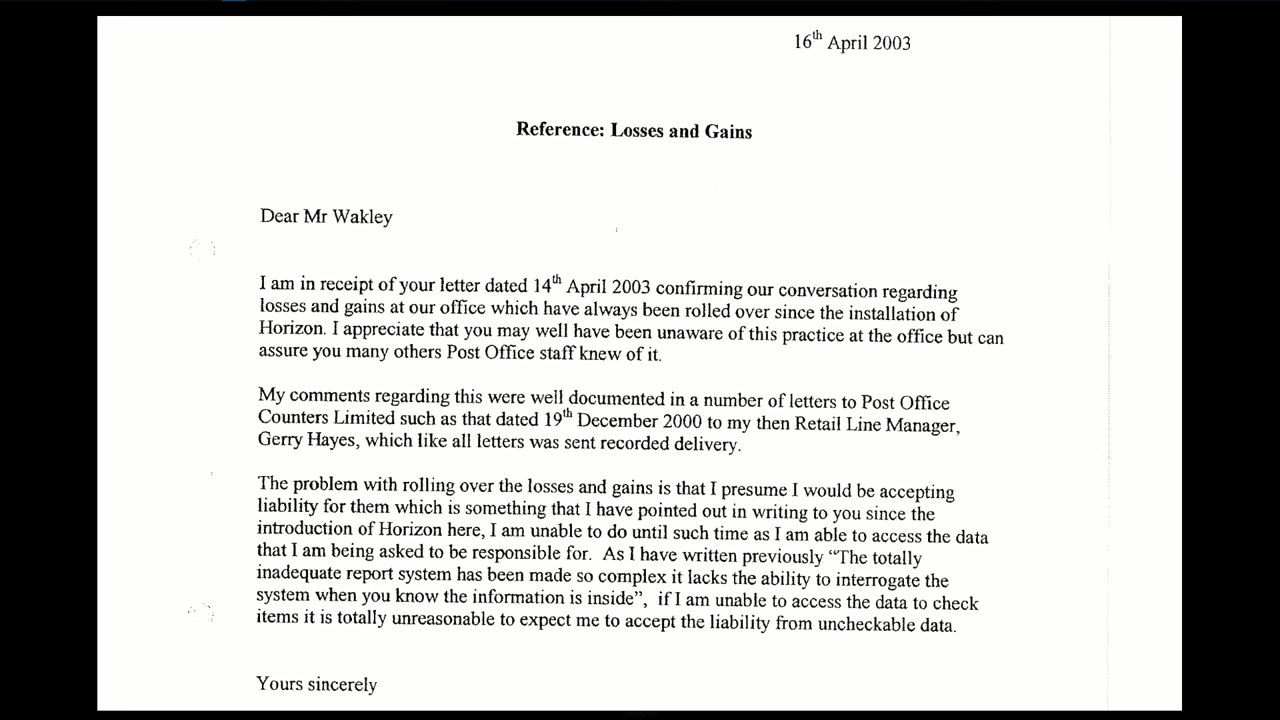 16th April 2003
Reference: Losses and Gains
Dear Mr Wakley
I am in receipt of your letter dated 14th April 2003 confirming our conversation regarding
losses and gains at our office which have always been rolled over since the installation of
Horizon. I appreciate that you may well have been unaware of this practice at the office but can
assure you many others Post Office staff knew of it.
My comments regarding this were well documented in a number of letters to Post Office
Counters Limited such as that dated 19th December 2000 to my then Retail Line Manager,
Gerry Hayes, which like all letters was sent recorded delivery.
The problem with rolling over the losses and gains is that I presume I would be accepting
liability for them which is something that I have pointed out in writing to you since the
introduction of Horizon here, I am unable to do until such time as I am able to access the data
that I am being asked to be responsible for. As I have written previously “The totally
inadequate report system has been made so complex it lacks the ability to interrogate the
system when you know the information is inside”, if I am unable to access the data to check
items it is totally unreasonable to expect me to accept the liability from uncheckable data.
Yours sincerely